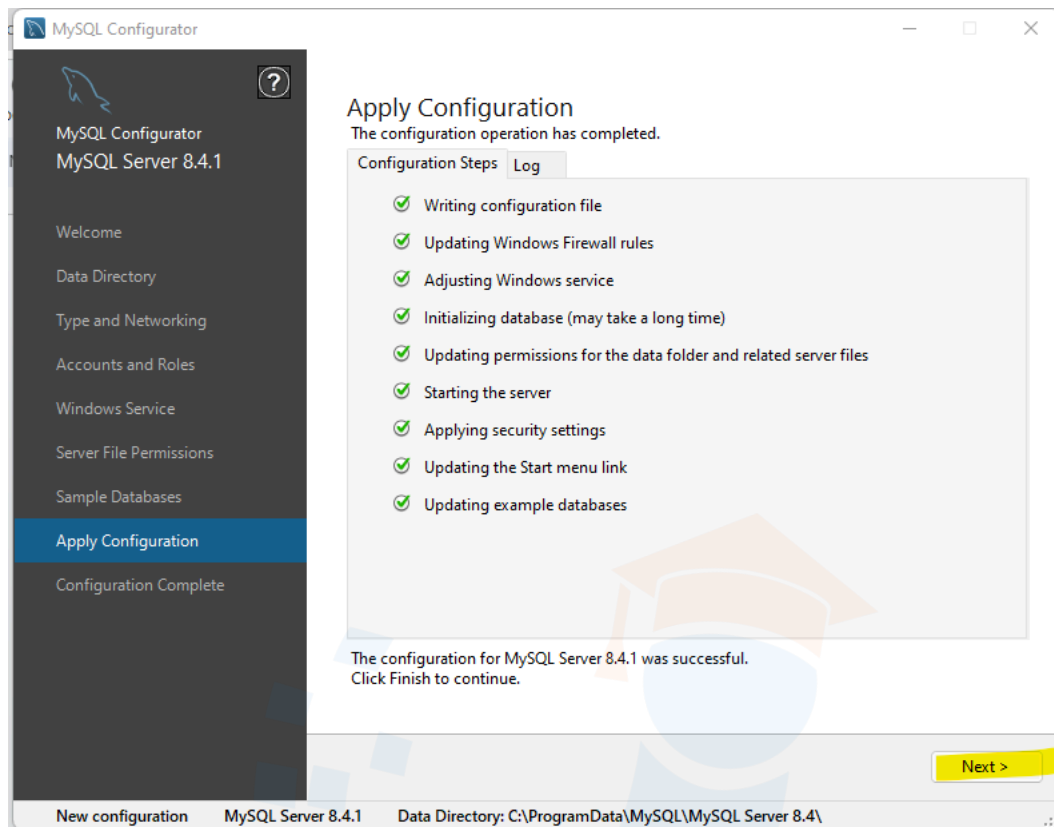 MySQL Configurator
?
MySQL Configurator
MySQL Server 8.4.1
Welcome
Data Directory
Type and Networking
Accounts and Roles
Windows Service
Server File Permissions
Sample Databases
Apply Configuration
Configuration Complete
Apply Configuration
The configuration operation has completed.
Configuration Steps Log
Writing configuration file
Updating Windows Firewall rules
Adjusting Windows service
Initializing database (may take a long time)
Updating permissions for the data folder and related server files
Starting the server
Applying security settings
Updating the Start menu link
Updating example databases
The configuration for MySQL Server 8.4.1 was successful.
Click Finish to continue.
Next >
New configuration MySQL Server 8.4.1 Data Directory: C:\ProgramData\MySQL\MySQL Server 8.4\